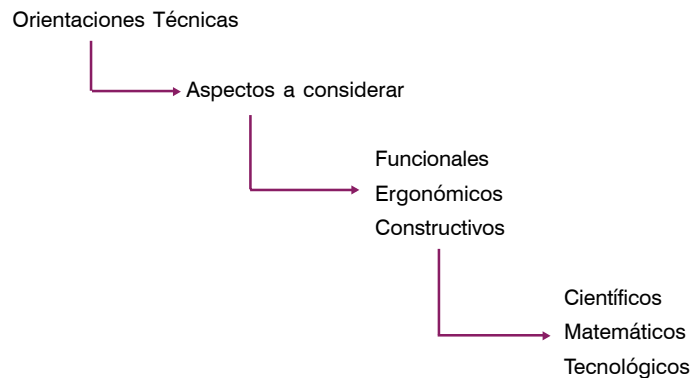 Orientaciones Técnicas
Aspectos a considerar
Funcionales
Ergonómicos
Constructivos
Científicos
Matemáticos
Tecnológicos